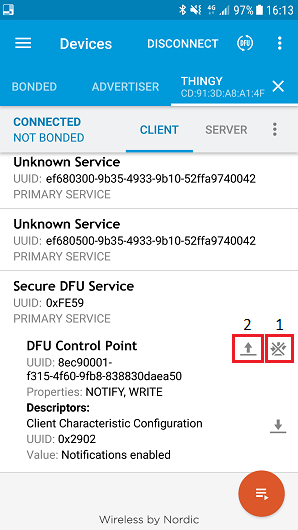 4G 97% 16:13
Devices DISCONNECT DFU
BONDED ADVERTISER THINGY
CD:91:3D:A8:A1:4F
CONNECTED
NOT BONDED CLIENT SERVER
Unknown Service
UUID: ef680300-9b35-4933-9b10-52ffa9740042
PRIMARY SERVICE
Unknown Service
UUID: ef680500-9b35-4933-9b10-52ffa9740042
PRIMARY SERVICE
Secure DFU Service
UUID: 0xFE59
PRIMARY SERVICE
2 1
DFU Control Point
UUID: 8ec90001-
f315-4f60-9fb8-838830daea50
Properties: NOTIFY, WRITE
Descriptors:
Client Characteristic Configuration
UUID: 0x2902
Value: Notifications enabled
Wireless by Nordic